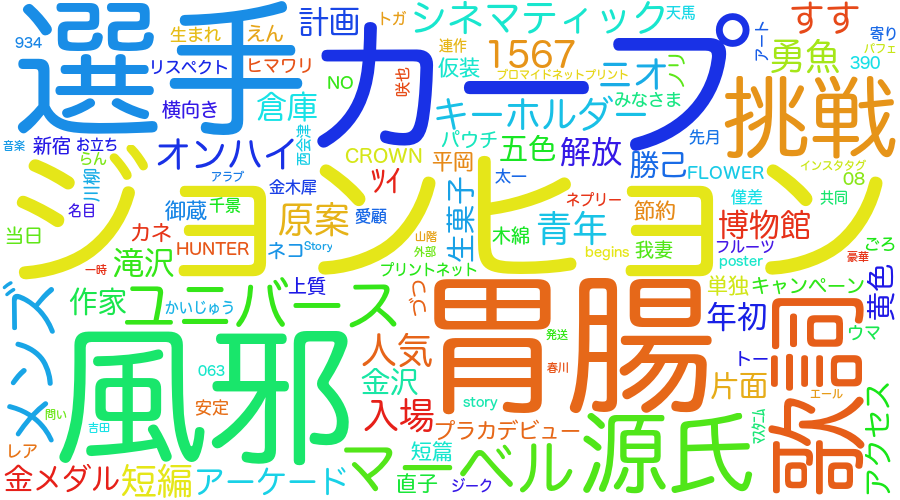 選手
カープ
計画
トガ
シネマティック
天馬
すす
寄り
934
生まれ
えん
連作
1567
アート
勇魚
パフェ
リスペクト
ヒマワリ
NO
咲也
仮装
ブロマイドネットプリント
ニオ
ノリ
390
横向き
倉庫
キーホルダー
みなさま
挑戦
音楽
新宿
お立ち
オンハイ
西会津
パウチ
五色
解放
先月
らん
川柳
アラブ
CROWN
平岡
勝己
FLOWER
インスタタグ
ジョンヒョン
名目
金木犀
ツイ
太一
ネプリー
僅差
共同
08
御蔵
千景
原案
愛顧
生菓子
木綿
青年
節約
博物館
当日
カネ
HUNTER
ネコ
Story
山階
外部
begins
我妻
フルーツ
poster
ごろ
豪華
一時
滝沢
プリントネット
メンズ
作家
ユニバース
かいじゅう
上質
づつ
胃腸
単独
キャンペーン
黄色
年初
歌詞
ウマ
風邪
人気
発送
春川
トー
063
金沢
片面
エール
問い
吉田
安定
入場
story
プラカデビュー
源氏
マスタニム
アクセス
レア
金メダル
短編
アーケード
マーベル
短篇
直子
ジーク